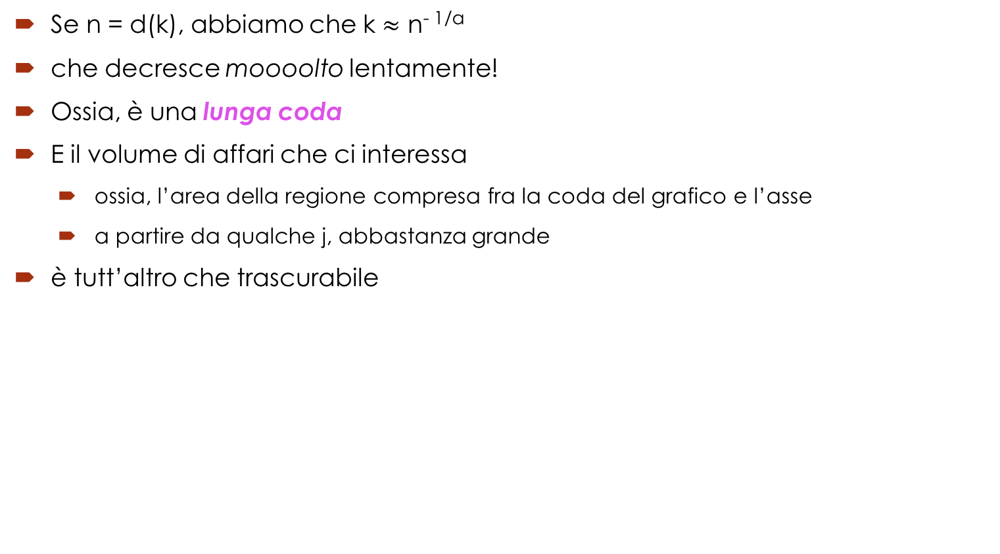 Se n = d(k), abbiamo che k ≈ n^- 1/a
che decresce moooolto lentamente!
Ossia, è una lunga coda
E il volume di affari che ci interessa
ossia, l’area della regione compresa fra la coda del grafico e l’asse
a partire da qualche j, abbastanza grande
è tutt’altro che trascurabile